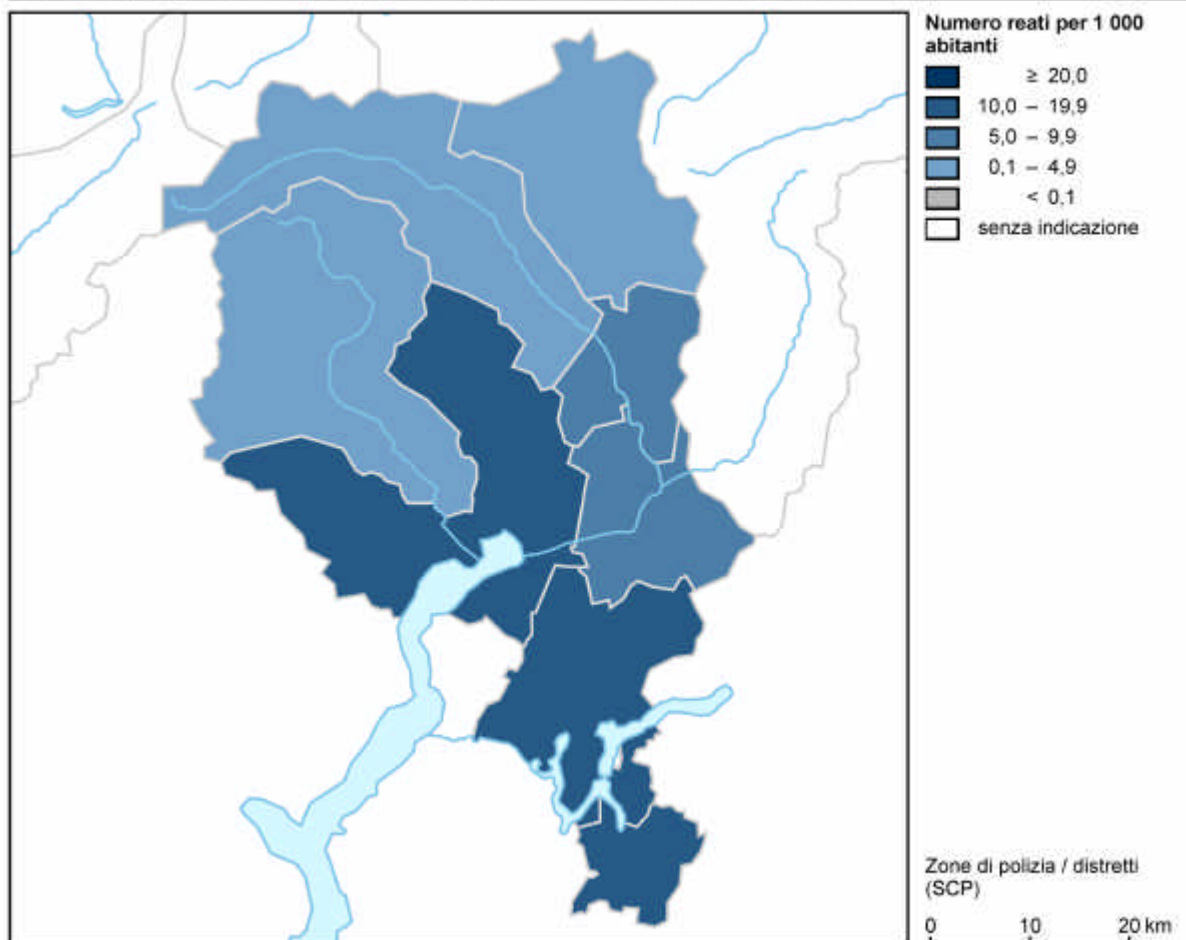 Numero reati per 1 000
abitanti
≥ 20,0
10,0 – 19,9
5,0 – 9,9
0,1 – 4,9
< 0,1
senza indicazione
Zone di polizia / distretti
(SCP)
0 10 20 km